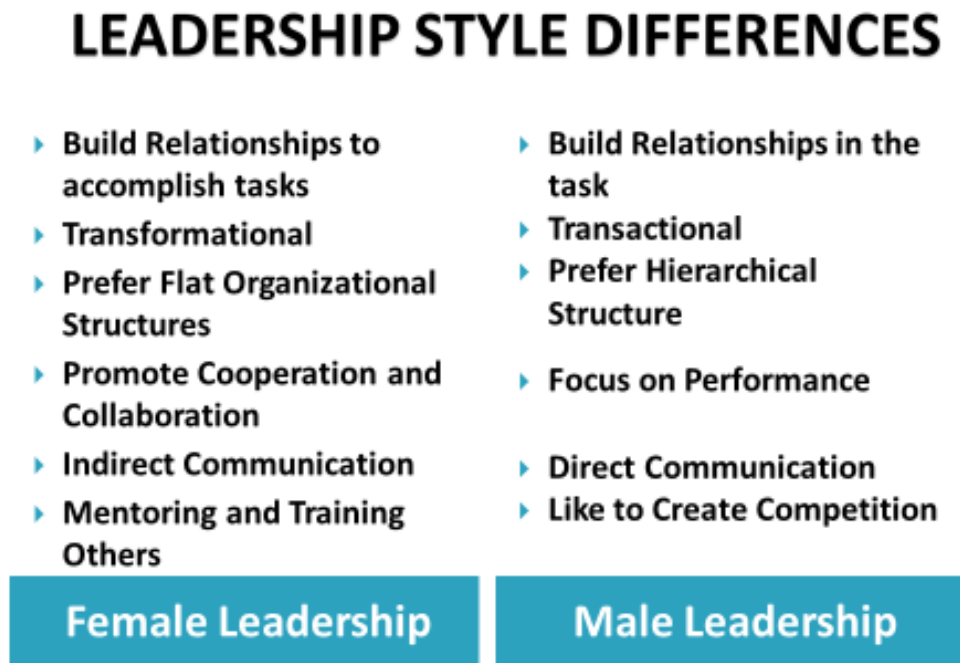 LEADERSHIP STYLE DIFFERENCES
Build Relationships to
accomplish tasks
Transformational
Prefer Flat Organizational
Structures
Promote Cooperation and
Collaboration
Indirect Communication
Mentoring and Training
Others
Female Leadership
Build Relationships in the
task
Transactional
Prefer Hierarchical
Structure
Focus on Performance
Direct Communication
Like to Create Competition
Male Leadership